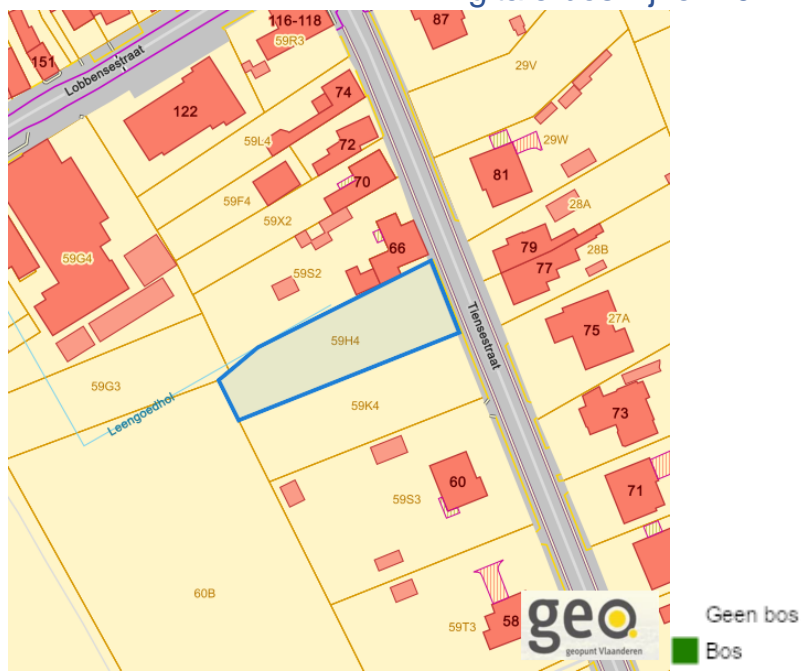 116-118
59R3
87
151
Lobbensestraat
29V
74
122
59L4
72
29W
81
70
59F4
28A
59X2
66
79
28B
59G4
77
59S2
27A
Tiensestraat
75
59H4
59G3
59K4
Leengoedhol
73
60
59S3
71
60B
59T3
58
geo.
geopunt Vlaanderen
Geen bos
Bos